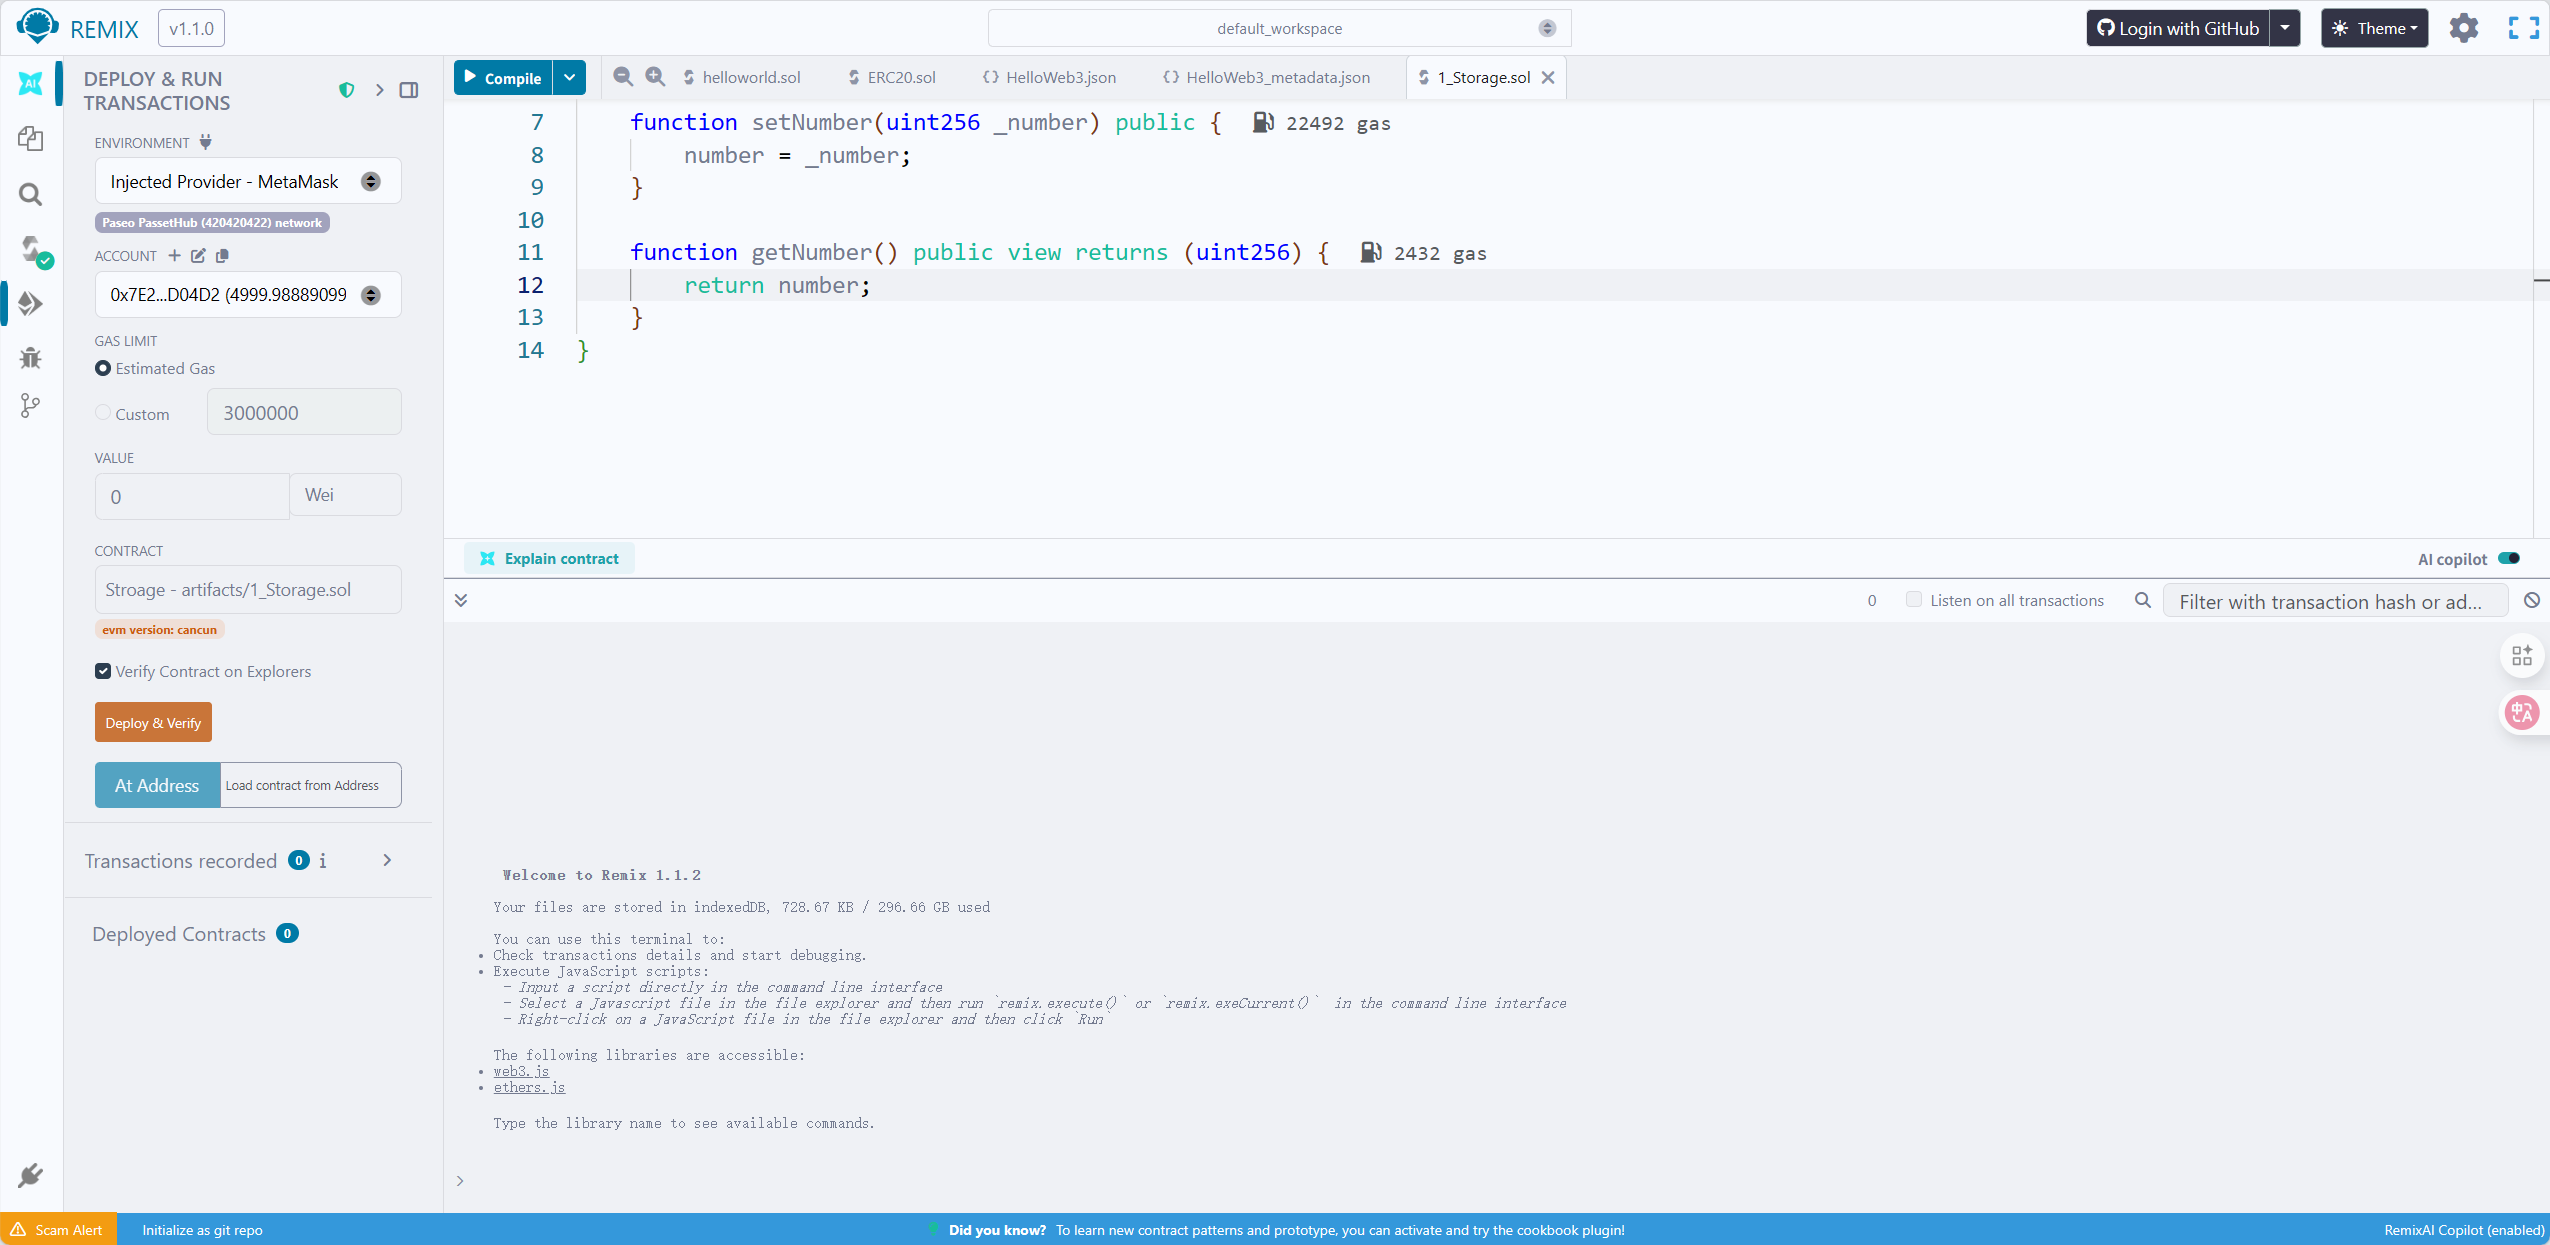 REMIX v1.1.0
default_workspace
Login with GitHub
Theme
DEPLOY & RUN
TRANSACTIONS
ENVIRONMENT
Injected Provider - MetaMask
Paseo PassetHub (420420422) network
ACCOUNT
0x7E2...D04D2 (4999.98889099
GAS LIMIT
Estimated Gas
Custom 3000000
VALUE
0 Wei
CONTRACT
Stroage - artifacts/1_Storage.sol
evm version: cancun
Verify Contract on Explorers
Deploy & Verify
At Address Load contract from Address
Transactions recorded 0 i
Deployed Contracts 0
Compile
helloworld.sol
ERC20.sol
HelloWeb3.json
HelloWeb3_metadata.json
1_Storage.sol
7 function setNumber(uint256 _number) public { 22492 gas
8 number = _number;
9 }
10
11 function getNumber() public view returns (uint256) { 2432 gas
12 return number;
13 }
14 }
Explain contract
AI copilot
0 Listen on all transactions Filter with transaction hash or ad...
Welcome to Remix 1.1.2
Your files are stored in indexedDB, 728.67 KB / 296.66 GB used
You can use this terminal to:
• Check transactions details and start debugging.
• Execute JavaScript scripts:
- Input a script directly in the command line interface
- Select a Javascript file in the file explorer and then run `remix.execute()` or `remix.exeCurrent()` in the command line interface
- Right-click on a JavaScript file in the file explorer and then click `Run`
The following libraries are accessible:
• web3.js
• ethers.js
Type the library name to see available commands.
>
Scam Alert
Initialize as git repo
Did you know? To learn new contract patterns and prototype, you can activate and try the cookbook plugin!
RemixAI Copilot (enabled)
AI
中A